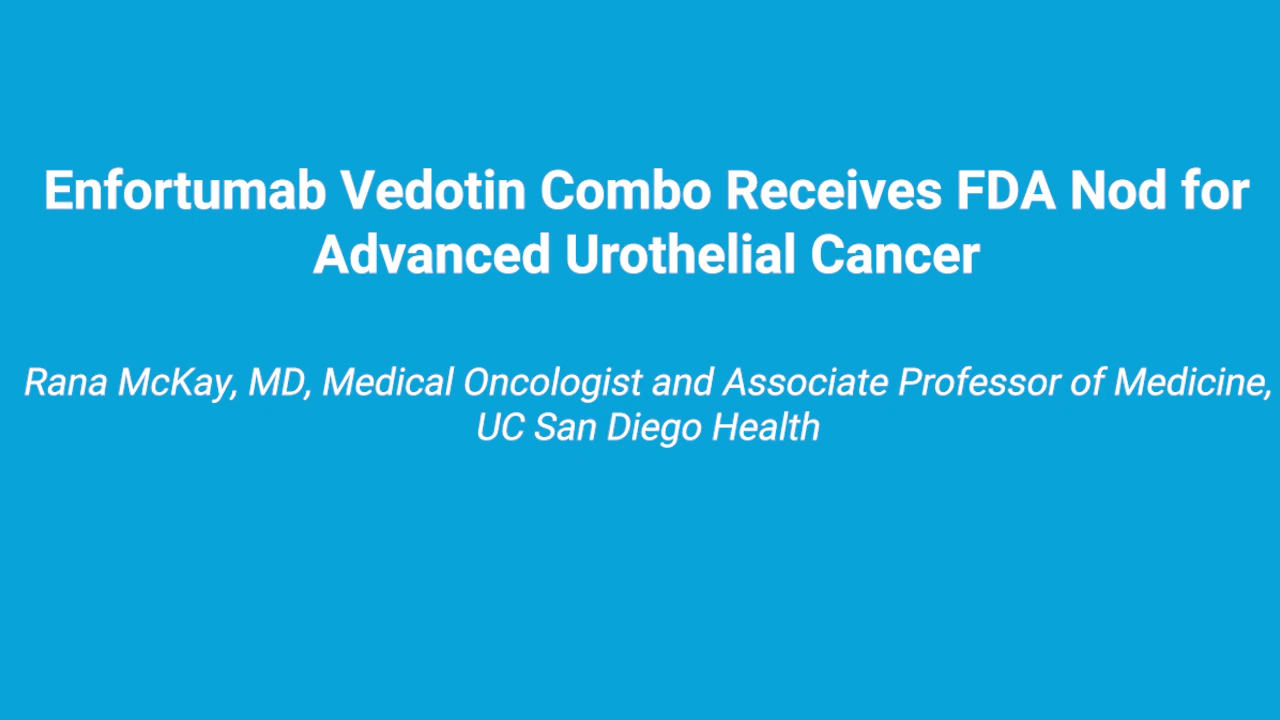 Enfortumab Vedotin Combo Receives FDA Nod for
Advanced Urothelial Cancer
Rana McKay, MD, Medical Oncologist and Associate Professor of Medicine,
UC San Diego Health